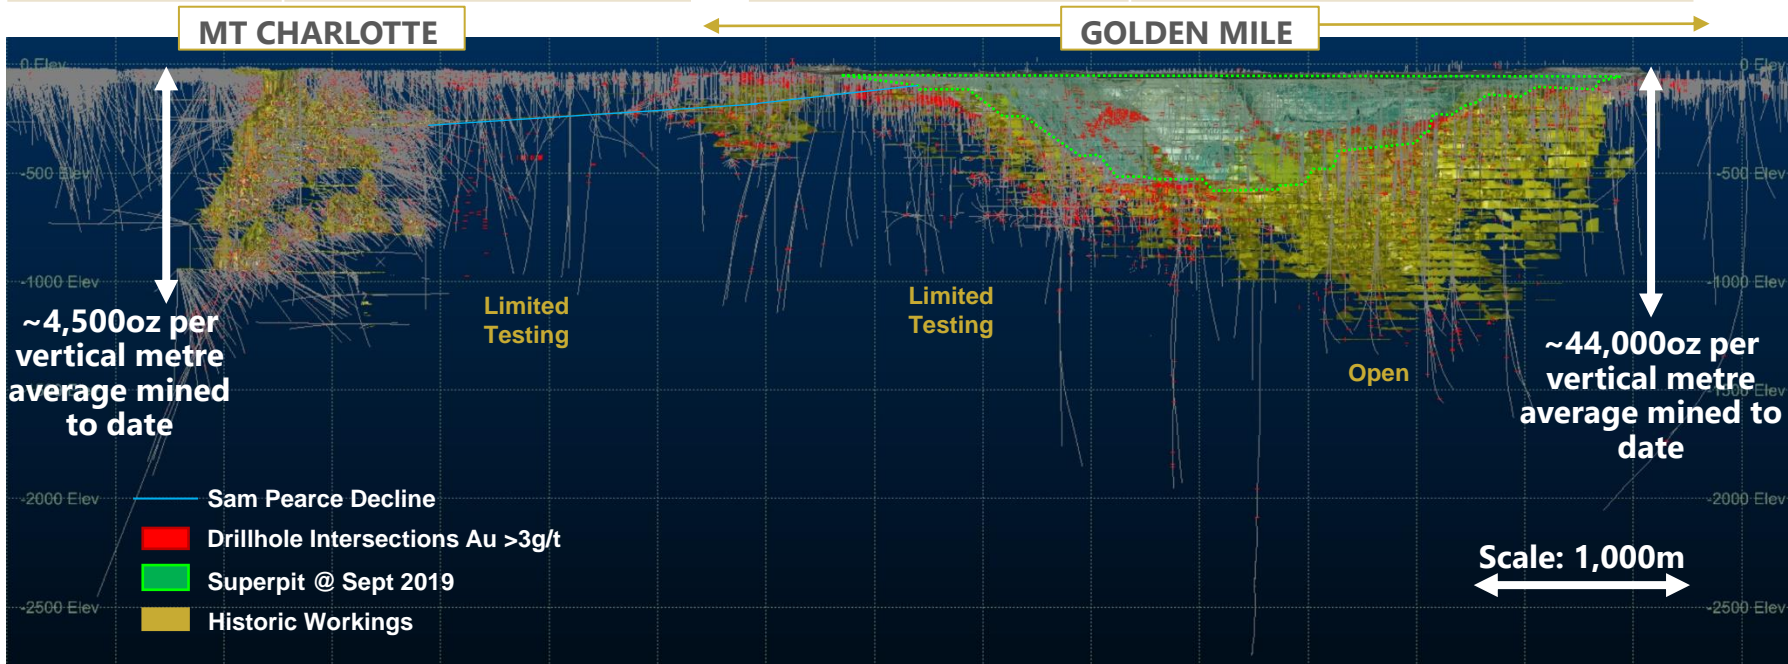 MT CHARLOTTE
GOLDEN MILE
0 Elev
0 Elev
-500 Elev
-500 Elev
-1000 Elev
-1000 Elev
Limited
Testing
Limited
Testing
~4,500oz per
vertical metre
average mined
to date
~44,000oz per
vertical metre
average mined to
date
Open
-2000 Elev
-2000 Elev
Sam Pearce Decline
Drillhole Intersections Au >3g/t
Superpit @ Sept 2019
Historic Workings
Scale: 1,000m
-2500 Elev
-2500 Elev